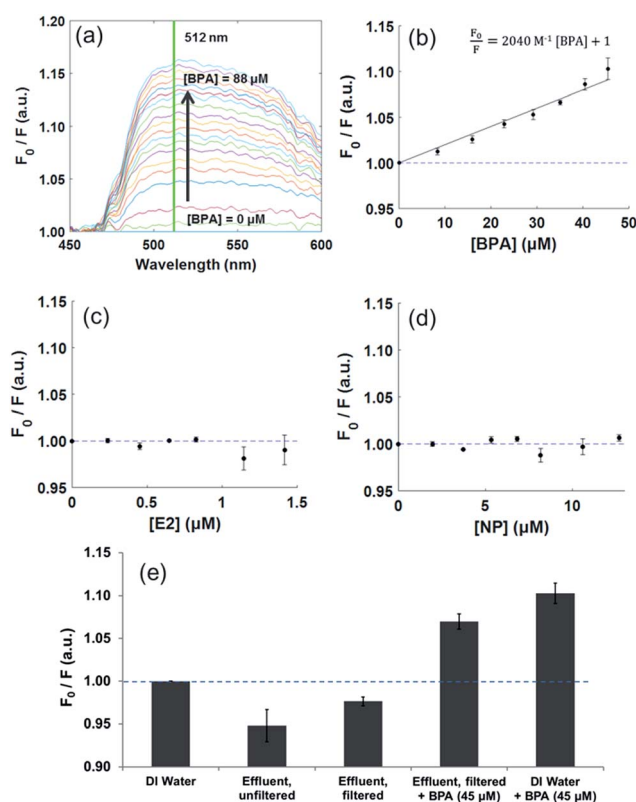 (a)
512 nm
[BPA] = 88 μM
[BPA] = 0 μM
1.15
1.10
1.05
1.00
F0 / F (a.u.)
450
500
550
600
Wavelength (nm)
(b)
F0/F = 2040 M-1 [BPA] + 1
1.15
1.10
1.05
1.00
0.95
F0 / F (a.u.)
0
10
20
30
40
50
[BPA] (μM)
(c)
1.15
1.10
1.05
1.00
0.95
F0 / F (a.u.)
0
0.5
1.0
1.5
[E2] (μM)
(d)
1.15
1.10
1.05
1.00
0.95
F0 / F (a.u.)
0
5
10
[NP] (μM)
(e)
1.15
1.10
1.05
1.00
0.95
0.90
F0 / F (a.u.)
DI Water
Effluent,
unfiltered
Effluent,
filtered
Effluent, filtered
+ BPA (45 μM)
DI Water
+ BPA (45 μM)